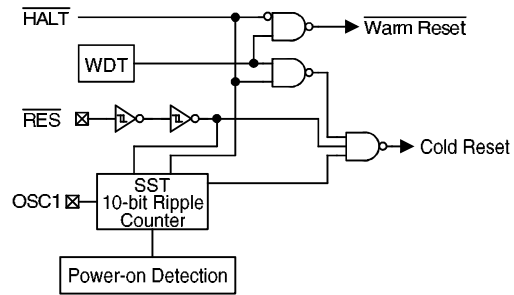 HALT
Warm Reset
WDT
RES
Cold Reset
SST
10-bit Ripple
Counter
OSC1
Power-on Detection